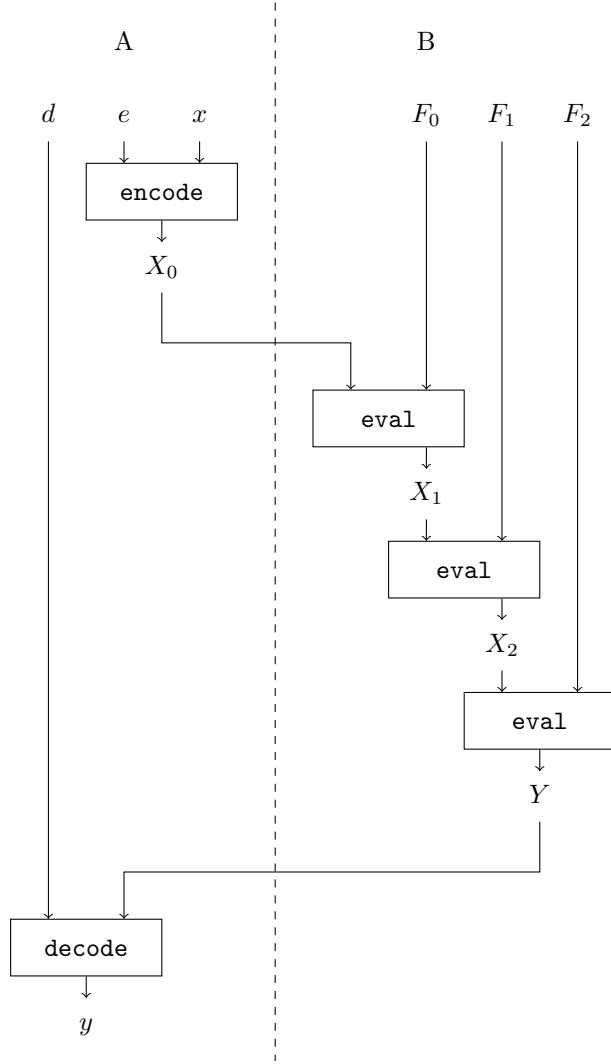 A B
d e x F₀ F₁ F₂
encode
X₀
eval
X₁
eval
X₂
eval
Y
decode
y